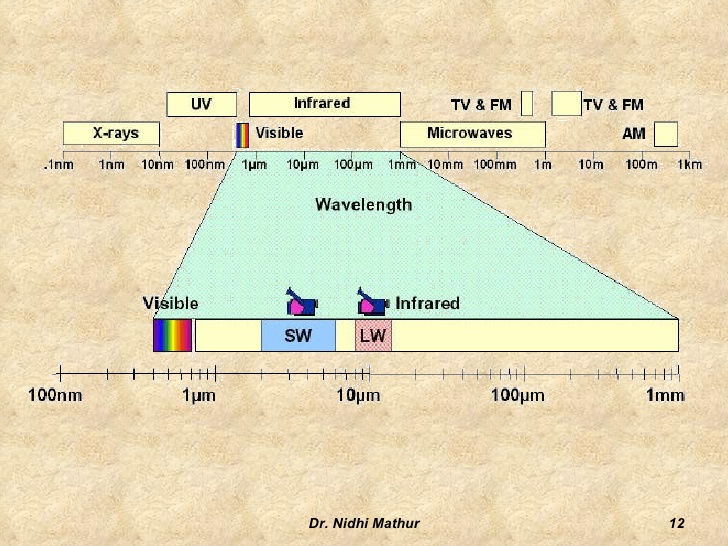 UV Infrared TV & FM TV & FM
X-rays Visible Microwaves AM
.1nm 1nm 10nm 100nm 1µm 10µm 100µm 1mm 10mm 100mm 1m 10m 100m 1km
Wavelength
Visible Infrared
SW LW
100nm 1µm 10µm 100µm 1mm
Dr. Nidhi Mathur 12